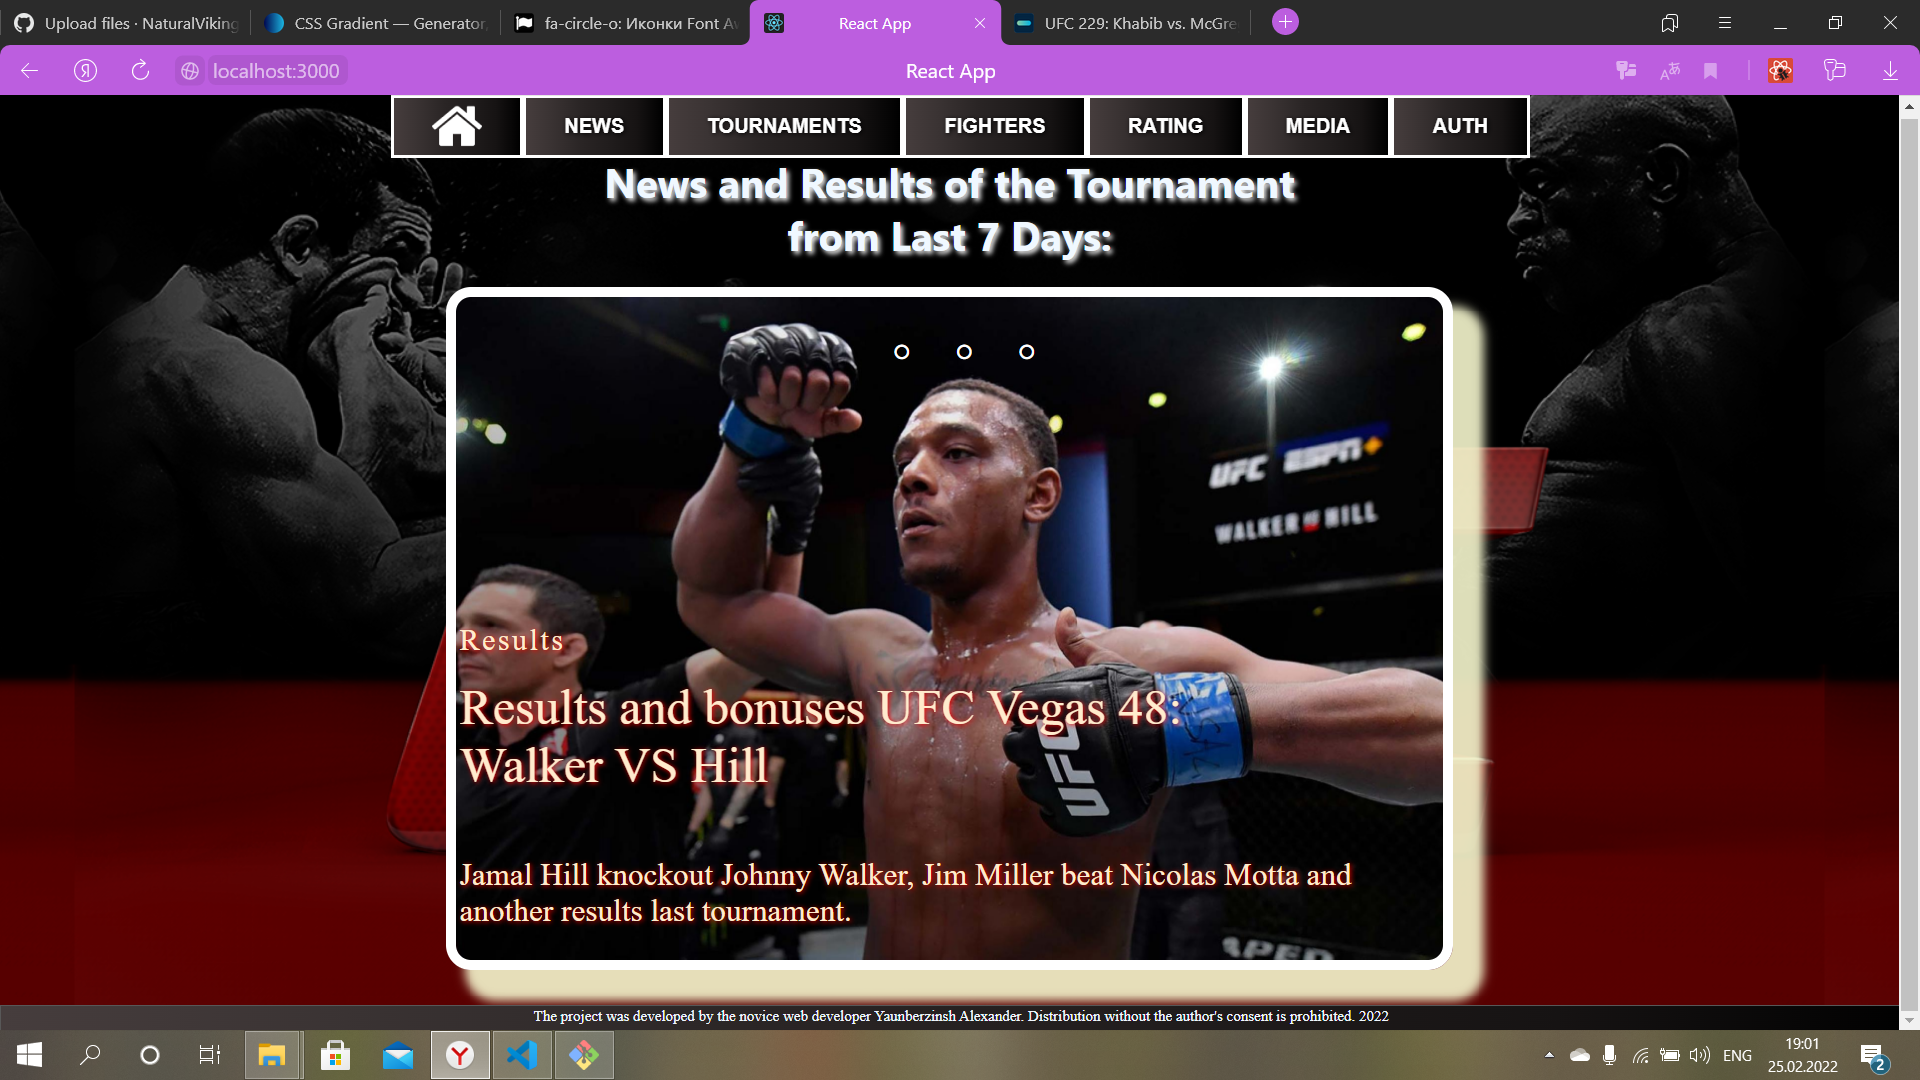 Upload files · NaturalViking
CSS Gradient — Generator,
fa-circle-o: Иконки Font Aw
React App
UFC 229: Khabib vs. McGre
localhost:3000
React App
NEWS
TOURNAMENTS
FIGHTERS
RATING
MEDIA
AUTH
News and Results of the Tournament
from Last 7 Days:
UFC ESPN+
WALKER VS HILL
Results
Results and bonuses UFC Vegas 48:
Walker VS Hill
UFC
Jamal Hill knockout Johnny Walker, Jim Miller beat Nicolas Motta and
another results last tournament.
The project was developed by the novice web developer Yaunberzinsh Alexander. Distribution without the author's consent is prohibited. 2022
ENG
19:01
25.02.2022
2